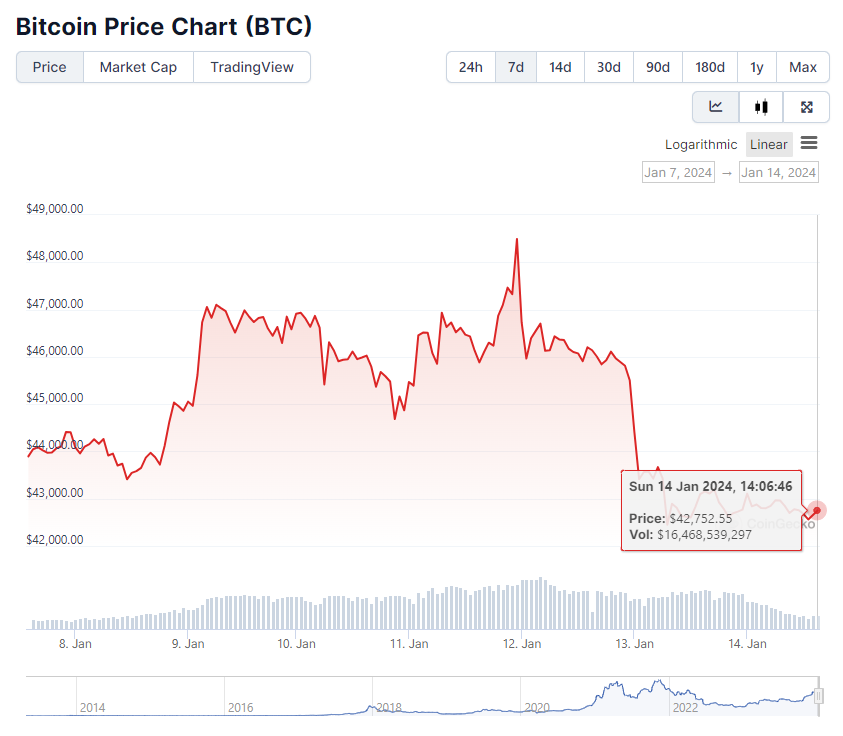 Bitcoin Price Chart (BTC)
Price Market Cap TradingView
24h 7d 14d 30d 90d 180d 1y Max
Logarithmic Linear
Jan 7, 2024 → Jan 14, 2024
$49,000.00
$48,000.00
$47,000.00
$46,000.00
$45,000.00
$44,000.00
$43,000.00
$42,000.00
Sun 14 Jan 2024, 14:06:46
Price: $42,752.55
Vol: $16,468,539,297
CoinGecko
8. Jan 9. Jan 10. Jan 11. Jan 12. Jan 13. Jan 14. Jan
2014 2016 2018 2020 2022